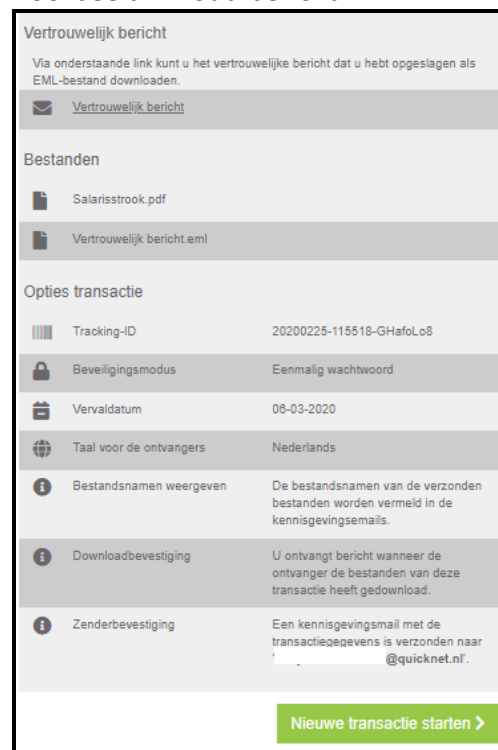 Vertrouwelijk bericht
Via onderstaande link kunt u het vertrouwelijke bericht dat u hebt opgeslagen als
EML-bestand downloaden.
Vertrouwelijk bericht
Bestanden
Salarisstrook.pdf
Vertrouwelijk bericht.eml
Opties transactie
Tracking-ID 20200225-115518-GHafoLo8
Beveiligingsmodus Eenmalig wachtwoord
Vervaldatum 06-03-2020
Taal voor de ontvangers Nederlands
Bestandsnamen weergeven De bestandsnamen van de verzonden
bestanden worden vermeld in de
kennisgevingsemails.
Downloadbevestiging U ontvangt bericht wanneer de
ontvanger de bestanden van deze
transactie heeft gedownload.
Zenderbevestiging Een kennisgevingsmail met de
transactiegegevens is verzonden naar
' @quicknet.nl'.
Nieuwe transactie starten